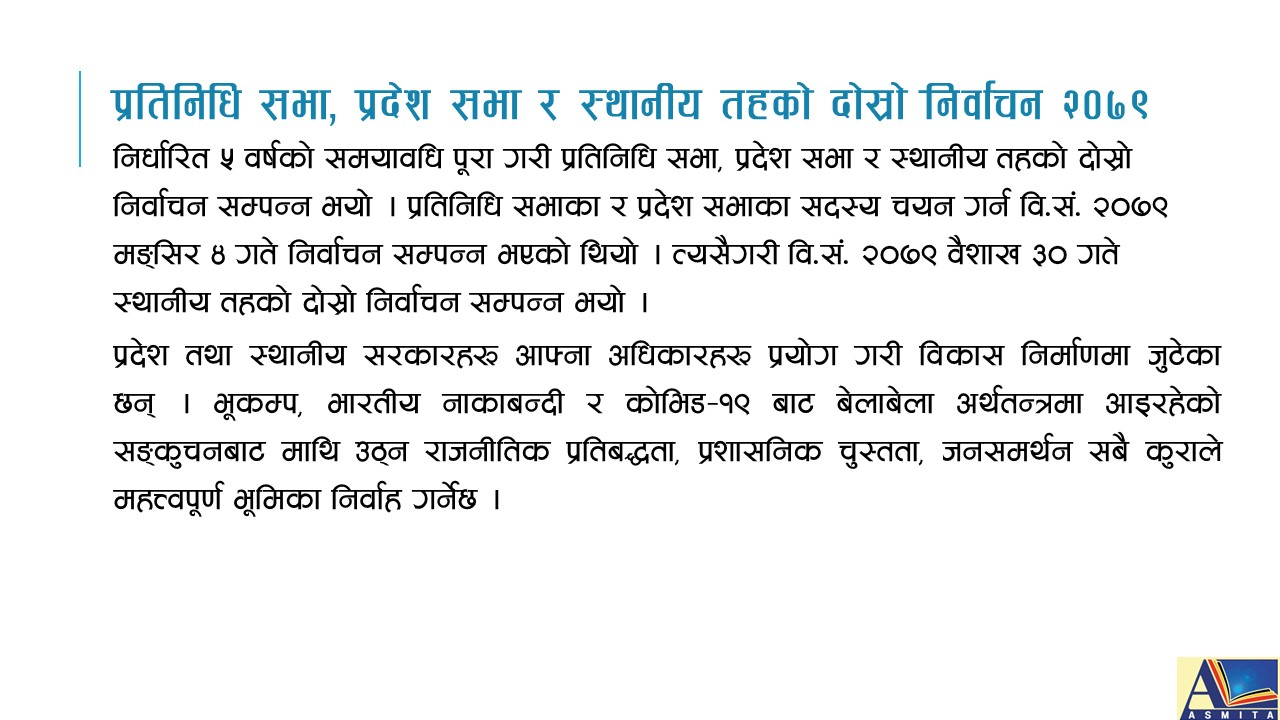 प्रतिनिधि सभा, प्रदेश सभा र स्थानीय तहको दोस्रो निर्वाचन २०७९
निर्धारित ५ वर्षको समयावधि पूरा गरी प्रतिनिधि सभा, प्रदेश सभा र स्थानीय तहको दोस्रो
निर्वाचन सम्पन्न भयो । प्रतिनिधि सभाका र प्रदेश सभाका सदस्य चयन गर्न वि.सं. २०७९
मङ्सिर ४ गते निर्वाचन सम्पन्न भएको थियो । त्यसैगरी वि.सं. २०७९ वैशाख ३० गते
स्थानीय तहको दोस्रो निर्वाचन सम्पन्न भयो ।
प्रदेश तथा स्थानीय सरकारहरू आफ्ना अधिकारहरू प्रयोग गरी विकास निर्माणमा जुटेका
छन् । भूकम्प, भारतीय नाकाबन्दी र कोभिड-१९ बाट बेलाबेला अर्थतन्त्रमा आइरहेको
सङ्कुचनबाट माथि उठ्न राजनीतिक प्रतिबद्धता, प्रशासनिक चुस्तता, जनसमर्थन सबै कुराले
महत्त्वपूर्ण भूमिका निर्वाह गर्नेछ ।
ASMITA